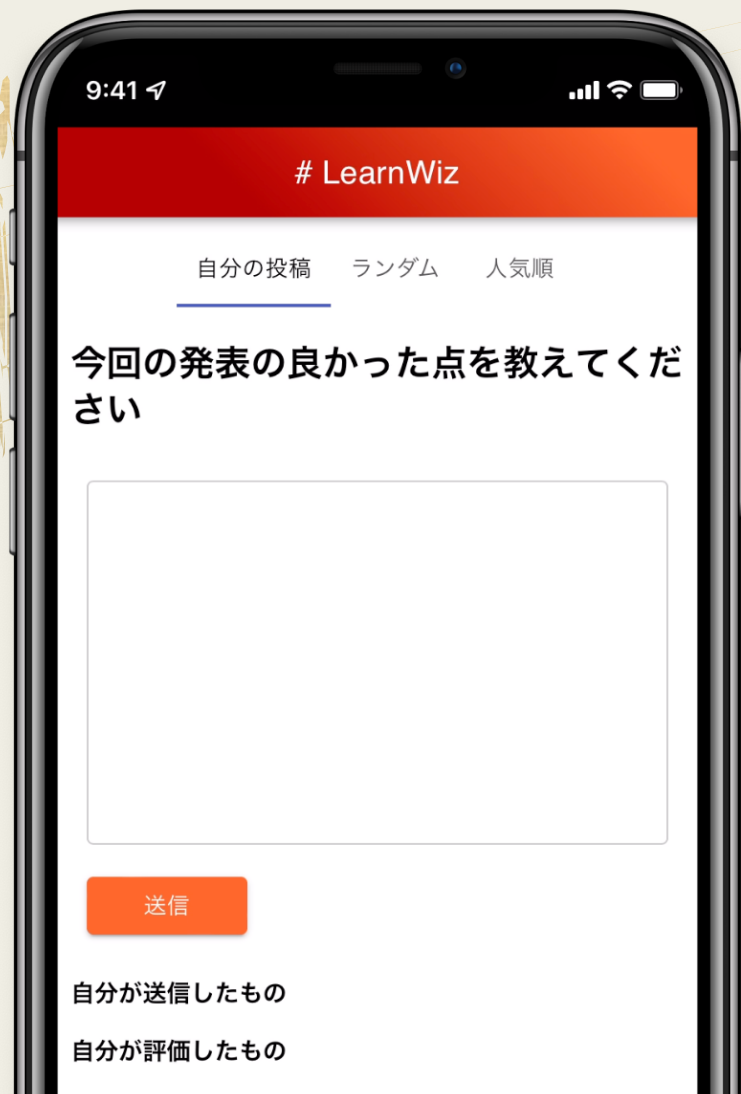 9:41
# LearnWiz
自分の投稿 ランダム 人気順
今回の発表の良かった点を教えてくだ
さい
送信
自分が送信したもの
自分が評価したもの